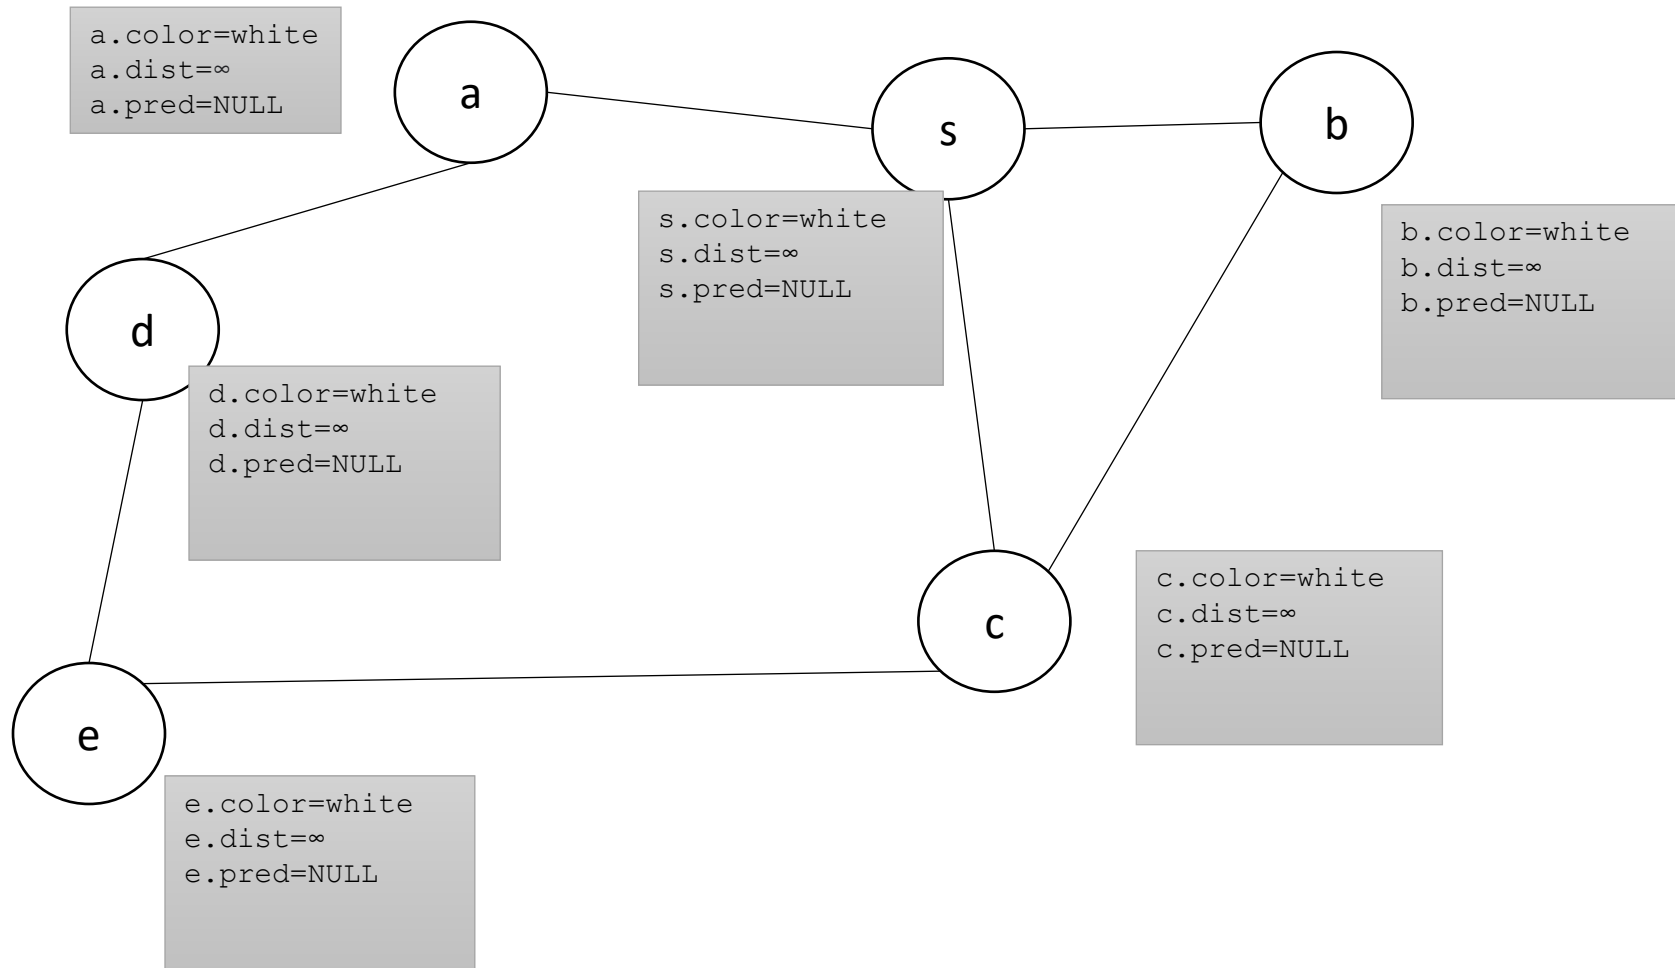 a.color=white
a.dist=∞
a.pred=NULL
a
s
b
s.color=white
s.dist=∞
s.pred=NULL
b.color=white
b.dist=∞
b.pred=NULL
d
d.color=white
d.dist=∞
d.pred=NULL
c
c.color=white
c.dist=∞
c.pred=NULL
e
e.color=white
e.dist=∞
e.pred=NULL